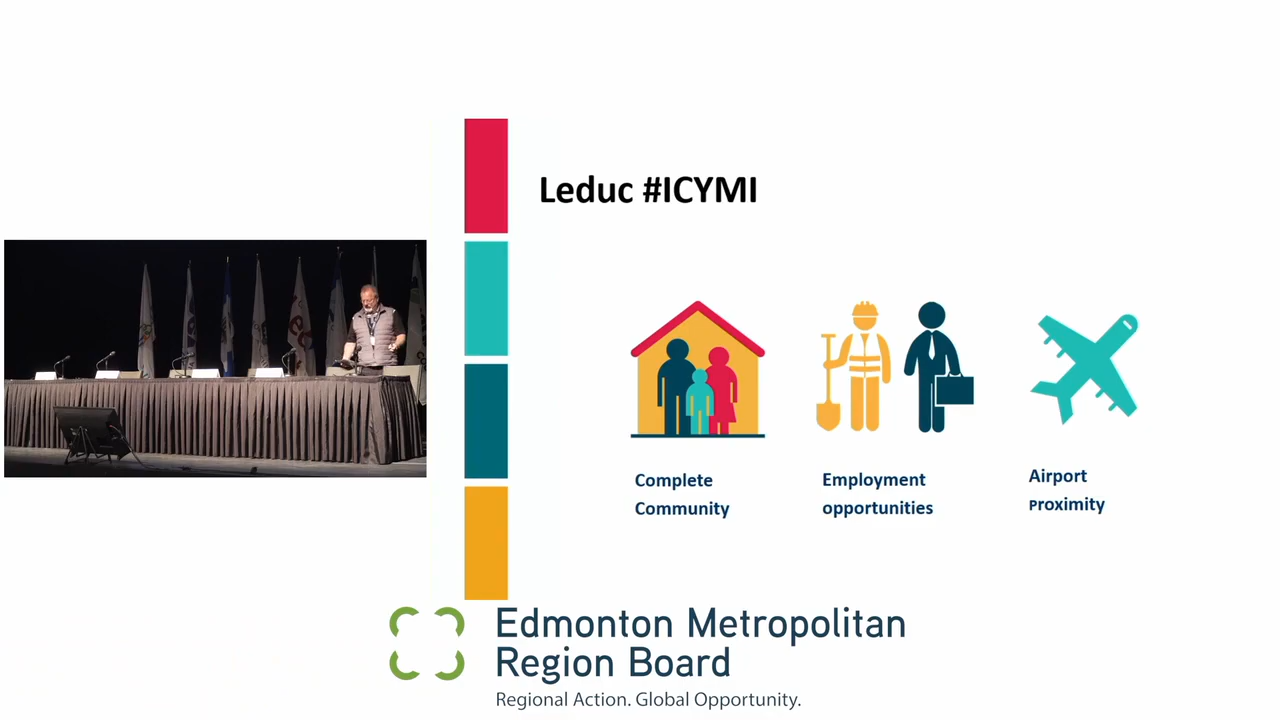 Leduc #ICYMI
Complete
Community
Employment
opportunities
Airport
Proximity
Edmonton Metropolitan
Region Board
Regional Action. Global Opportunity.